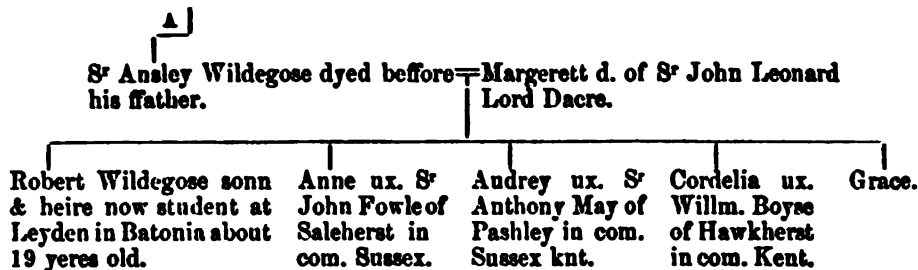 A
Sr Ansley Wildegose dyed beffore
his ffather.
Margerett d. of Sr John Leonard
Lord Dacre.
Robert Wildegose sonn
& heire now student at
Leyden in Batonia about
19 yeres old.
Anne ux. Sr
John Fowle of
Saleherst in
com. Sussex.
Audrey ux. Sr
Anthony May of
Pashley in com.
Sussex knt.
Cordelia ux.
Willm. Boyse
of Hawkherst
in com. Kent.
Grace.